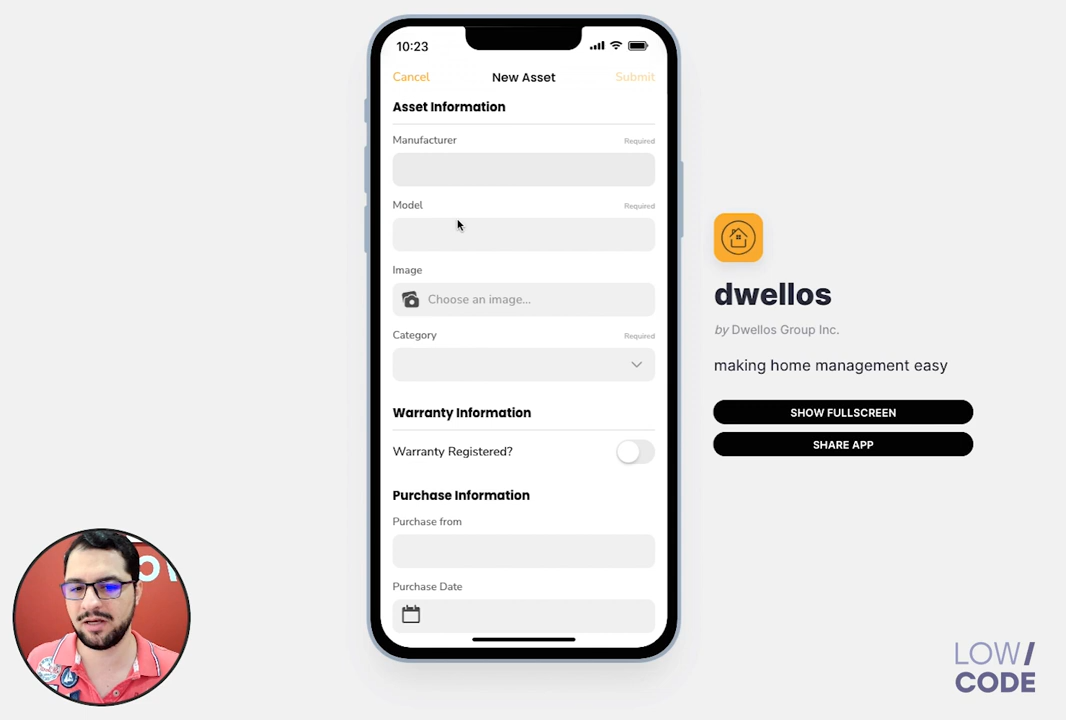 10:23
Cancel
New Asset
Submit
Asset Information
Manufacturer
Required
Model
Required
Image
Choose an image...
Category
Required
Warranty Information
Warranty Registered?
Purchase Information
Purchase from
Purchase Date
dwellos
by Dwellos Group Inc.
making home management easy
SHOW FULLSCREEN
SHARE APP
LOW/
CODE